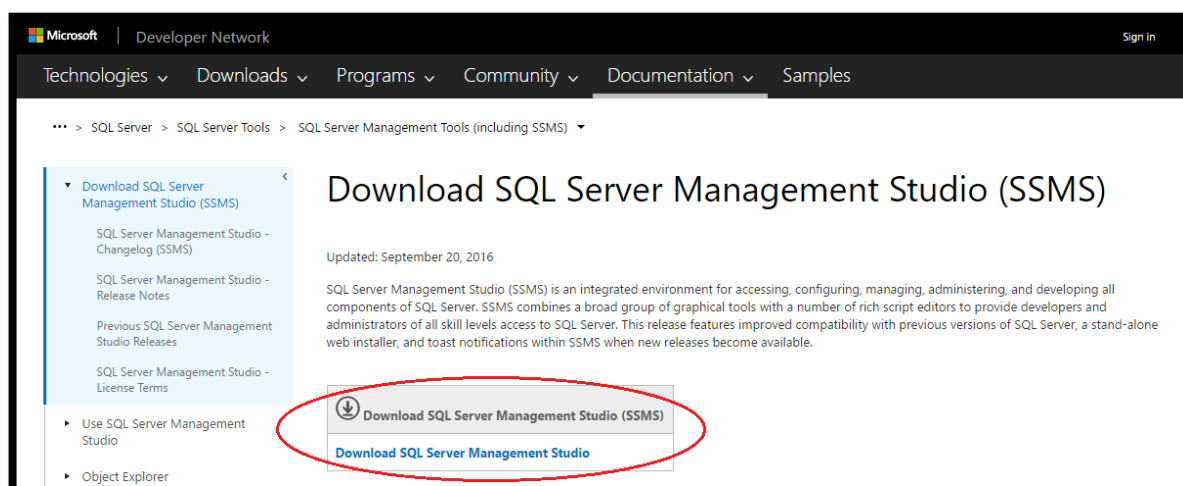 Microsoft Developer Network Sign in
Technologies Downloads Programs Community Documentation Samples
••• > SQL Server > SQL Server Tools > SQL Server Management Tools (including SSMS)
Download SQL Server
Management Studio (SSMS)
SQL Server Management Studio -
Changelog (SSMS)
SQL Server Management Studio -
Release Notes
Previous SQL Server Management
Studio Releases
SQL Server Management Studio -
License Terms
Use SQL Server Management
Studio
Object Explorer
Download SQL Server Management Studio (SSMS)
Updated: September 20, 2016
SQL Server Management Studio (SSMS) is an integrated environment for accessing, configuring, managing, administering, and developing all
components of SQL Server. SSMS combines a broad group of graphical tools with a number of rich script editors to provide developers and
administrators of all skill levels access to SQL Server. This release features improved compatibility with previous versions of SQL Server, a stand-alone
web installer, and toast notifications within SSMS when new releases become available.
Download SQL Server Management Studio (SSMS)
Download SQL Server Management Studio